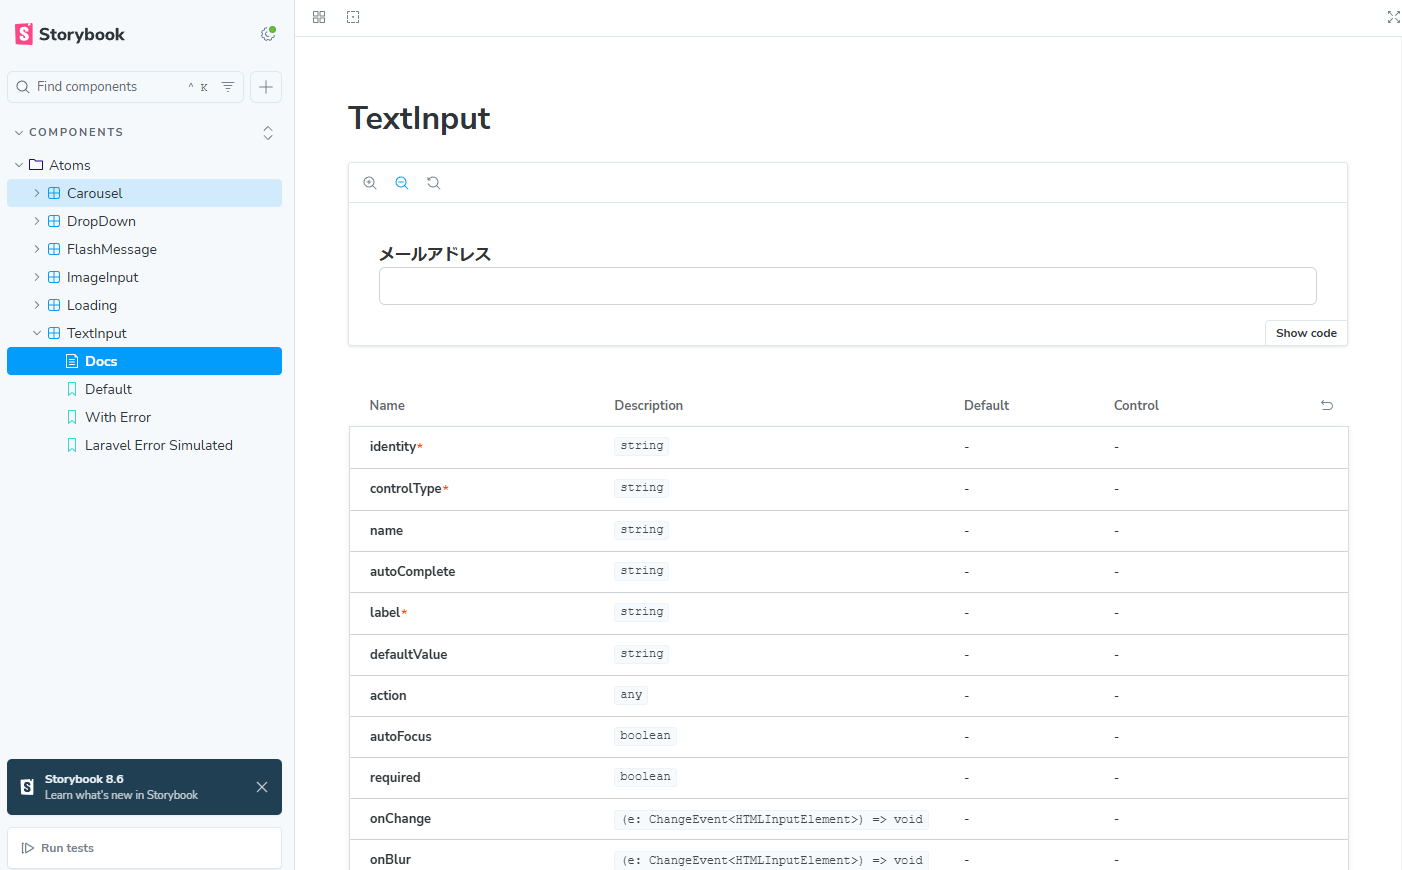 Storybook
Find components ^ K
COMPONENTS
Atoms
Carousel
DropDown
FlashMessage
ImageInput
Loading
TextInput
Docs
Default
With Error
Laravel Error Simulated
Storybook 8.6
Learn what's new in Storybook
Run tests
TextInput
メールアドレス
Show code
Name Description Default Control
identity* string - -
controlType* string - -
name string - -
autoComplete string - -
label* string - -
defaultValue string - -
action any - -
autoFocus boolean - -
required boolean - -
onChange (e: ChangeEvent<HTMLInputElement>) => void - -
onBlur (e: ChangeEvent<HTMLInputElement>) => void - -